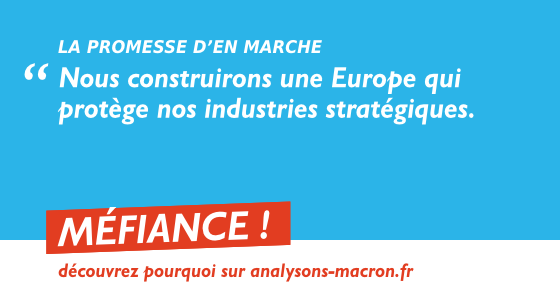 LA PROMESSE D’EN MARCHE
“ Nous construirons une Europe qui
protège nos industries stratégiques.
MÉFIANCE !
découvrez pourquoi sur analysons-macron.fr